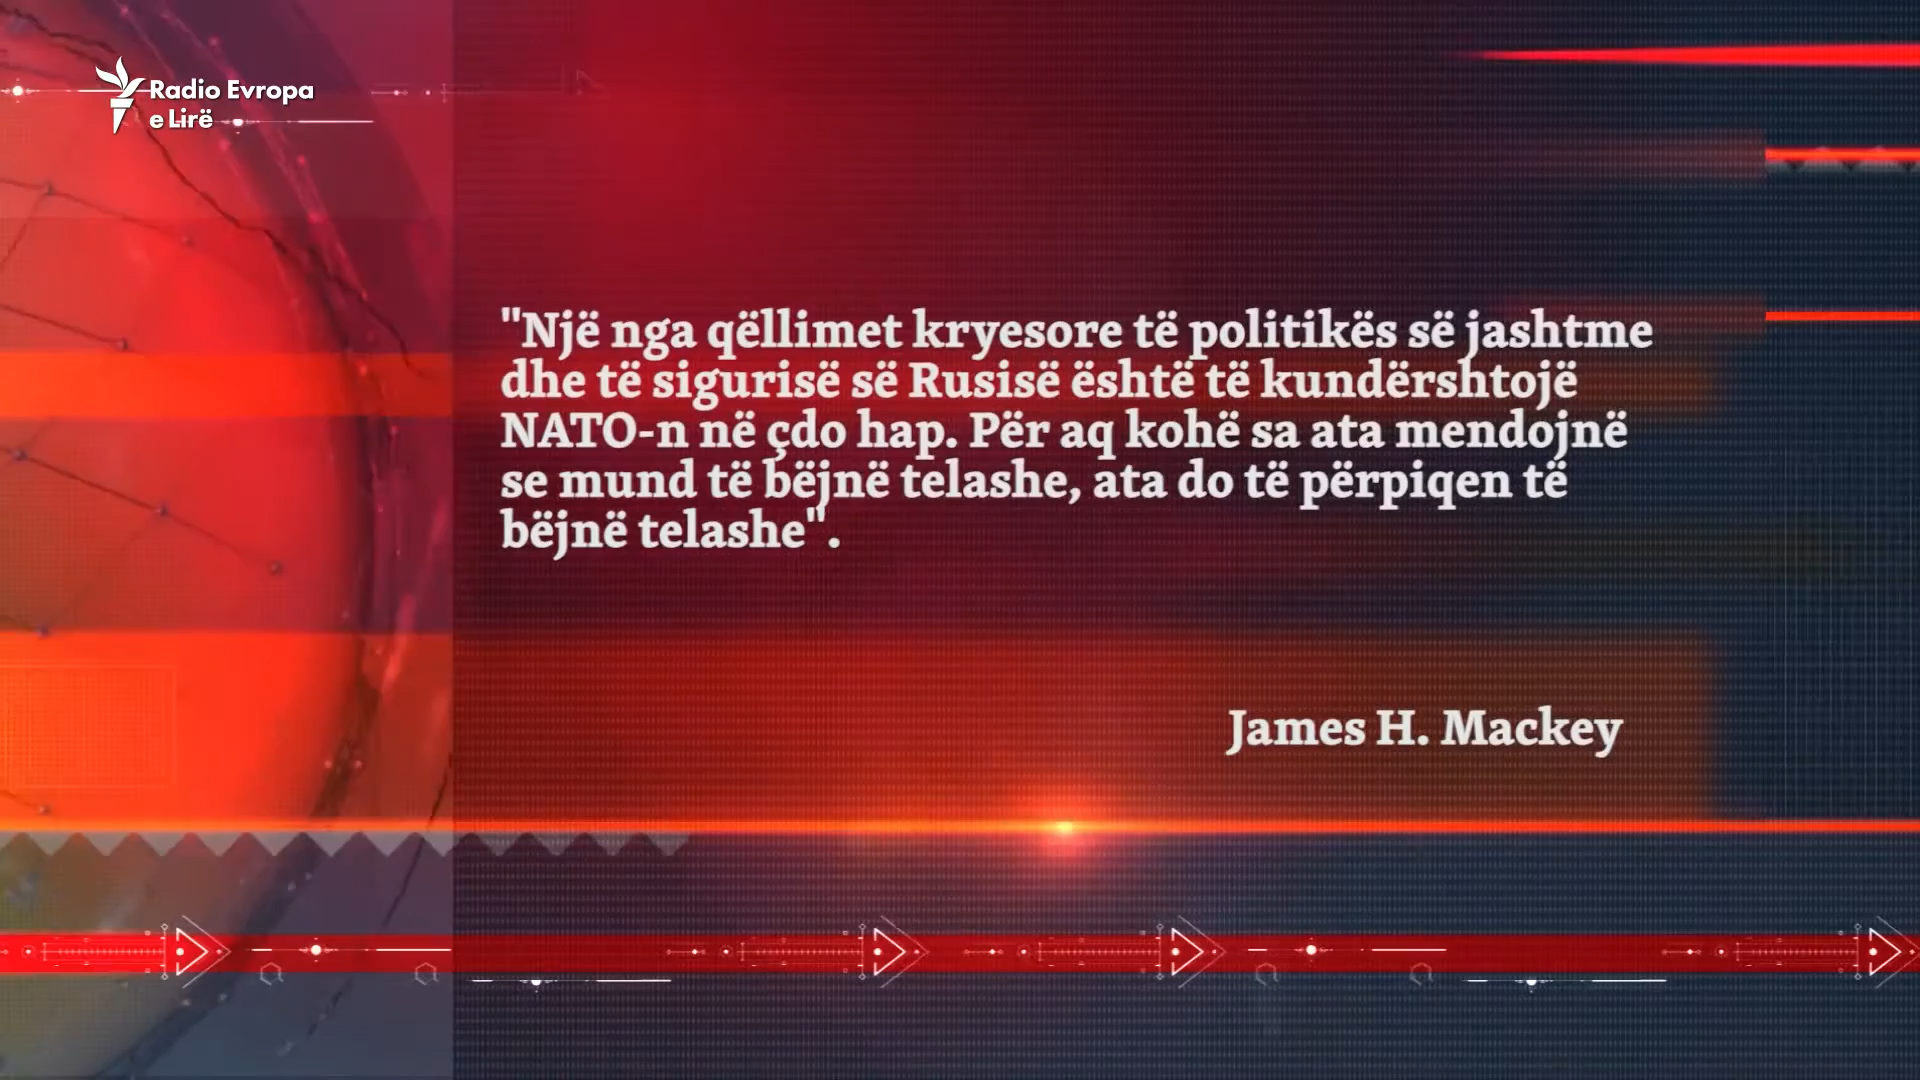 Radio Evropa
e Lirë
"Një nga qëllimet kryesore të politikës së jashtme
dhe të sigurisë së Rusisë është të kundërshtojë
NATO-n në çdo hap. Për aq kohë sa ata mendojnë
se mund të bëjnë telashe, ata do të përpiqen të
bëjnë telashe".
James H. Mackey